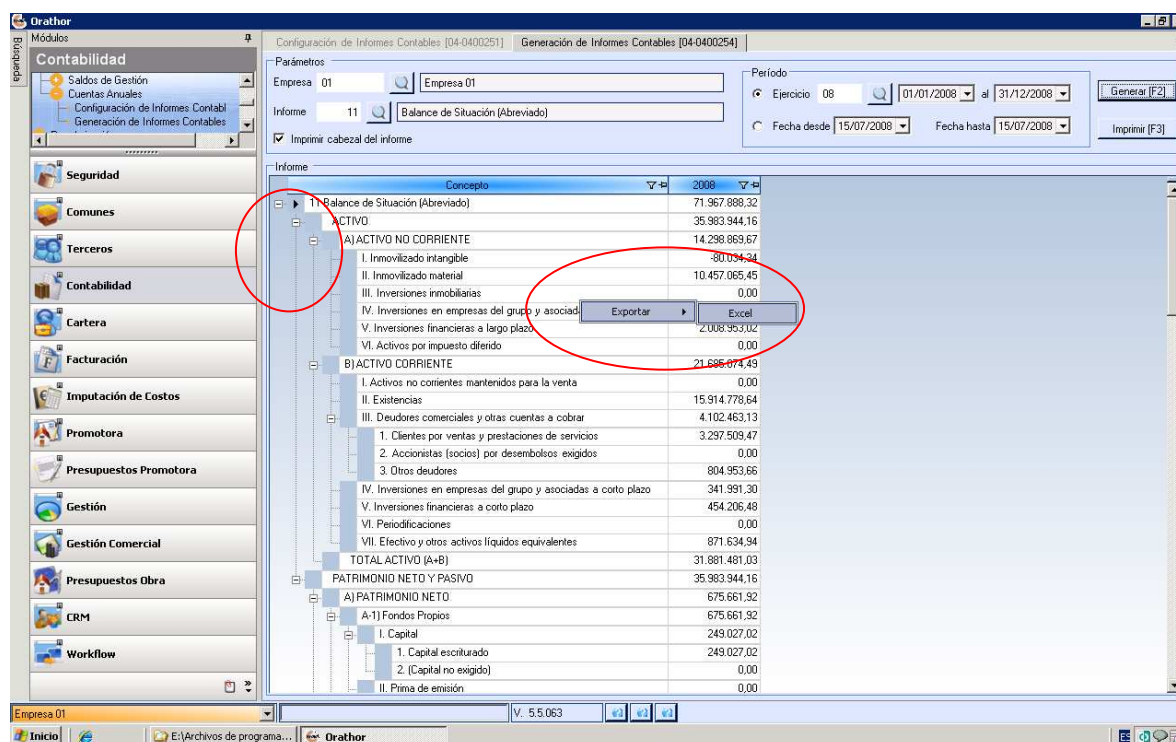 Orathor
Búsqueda
Módulos
Contabilidad
Saldos de Gestión
Cuentas Anuales
Configuración de Informes Contabl
Generación de Informes Contables
Seguridad
Comunes
Terceros
Contabilidad
Cartera
Facturación
Imputación de Costos
Promotora
Presupuestos Promotora
Gestión
Gestión Comercial
Presupuestos Obra
CRM
Workflow
Configuración de Informes Contables [04-0400251] Generación de Informes Contables [04-0400254]
Parámetros
Empresa 01 Empresa 01
Informe 11 Balance de Situación (Abreviado)
Imprimir cabezal del informe
Período
Ejercicio 08 01/01/2008 al 31/12/2008
Fecha desde 15/07/2008 Fecha hasta 15/07/2008
Generar [F2]
Imprimir [F3]
Informe
Concepto 2008
11 Balance de Situación (Abreviado) 71.967.888,32
ACTIVO 35.983.944,16
A) ACTIVO NO CORRIENTE 14.298.869,67
I. Inmovilizado intangible -80.034,34
II. Inmovilizado material 10.457.065,45
III. Inversiones inmobiliarias 0,00
IV. Inversiones en empresas del grupo y asociad
Exportar Excel
V. Inversiones financieras a largo plazo 2.008.953,02
VI. Activos por impuesto diferido 0,00
B) ACTIVO CORRIENTE 21.685.074,49
I. Activos no corrientes mantenidos para la venta 0,00
II. Existencias 15.914.778,64
III. Deudores comerciales y otras cuentas a cobrar 4.102.463,13
1. Clientes por ventas y prestaciones de servicios 3.297.509,47
2. Accionistas (socios) por desembolsos exigidos 0,00
3. Otros deudores 804.953,66
IV. Inversiones en empresas del grupo y asociadas a corto plazo 341.991,30
V. Inversiones financieras a corto plazo 454.206,48
VI. Periodificaciones 0,00
VII. Efectivo y otros activos líquidos equivalentes 871.634,94
TOTAL ACTIVO (A+B) 31.881.481,03
PATRIMONIO NETO Y PASIVO 35.983.944,16
A) PATRIMONIO NETO 675.661,92
A-1) Fondos Propios 675.661,92
I. Capital 249.027,02
1. Capital escriturado 249.027,02
2. (Capital no exigido) 0,00
II. Prima de emisión 0,00
Empresa 01 V. 5.5.063
Inicio E:\Archivos de programa... Orathor ES